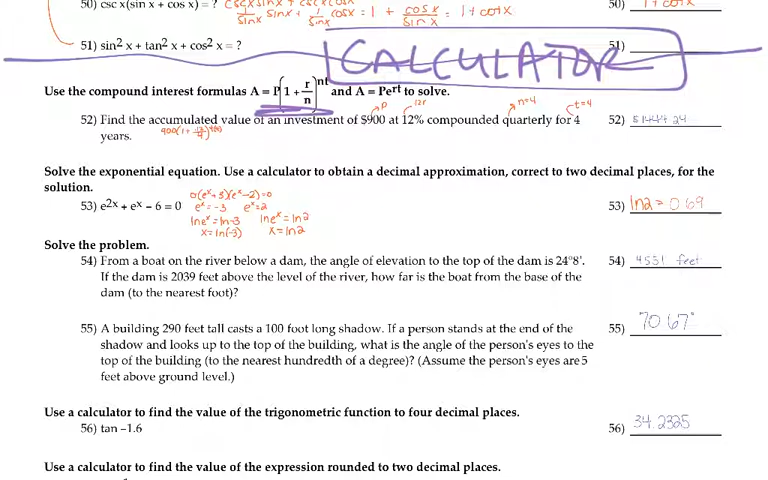 50) csc x(sin x + cos x) = ? cscxsinx + cscxcosx
1/sinx sinx + 1/sinx cosx = 1 + cosx/sinx = 1 + cotx 50) 1 + cotx
51) sin² x + tan² x + cos² x = ? 51)
CALCULATOR
Use the compound interest formulas A = P(1 + r/n)^nt and A = Pe^rt to solve.
P 12r n=4 t=4
52) Find the accumulated value of an investment of $900 at 12% compounded quarterly for 4 52) $1444.24
years.
Solve the exponential equation. Use a calculator to obtain a decimal approximation, correct to two decimal places, for the
solution.
(e^x+3)(e^x-2)=0
53) e^2x + e^x − 6 = 0 e^x=-3 e^x=2 53) ln2 = 0.69
lne^x=ln-3 lne^x=ln2
x=ln(-3) x=ln2
Solve the problem.
54) From a boat on the river below a dam, the angle of elevation to the top of the dam is 24°8'. 54) 4551 feet
If the dam is 2039 feet above the level of the river, how far is the boat from the base of the
dam (to the nearest foot)?
55) A building 290 feet tall casts a 100 foot long shadow. If a person stands at the end of the 55) 70.67°
shadow and looks up to the top of the building, what is the angle of the person's eyes to the
top of the building (to the nearest hundredth of a degree)? (Assume the person's eyes are 5
feet above ground level.)
Use a calculator to find the value of the trigonometric function to four decimal places.
56) tan −1.6 56) 34.2325
Use a calculator to find the value of the expression rounded to two decimal places.